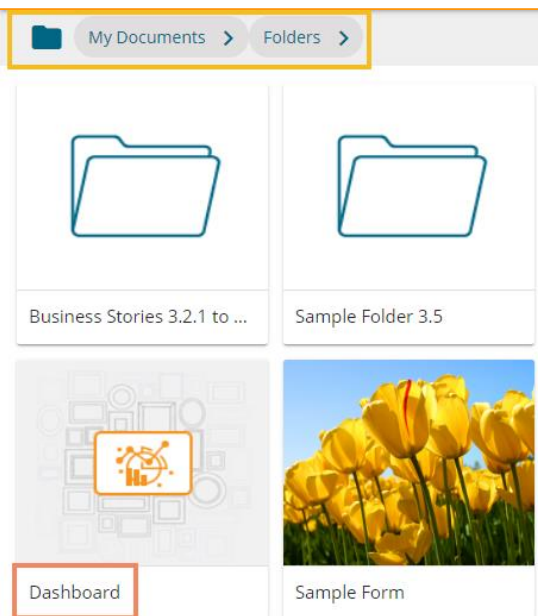 My Documents > Folders >
Business Stories 3.2.1 to ...
Sample Folder 3.5
Dashboard
Sample Form